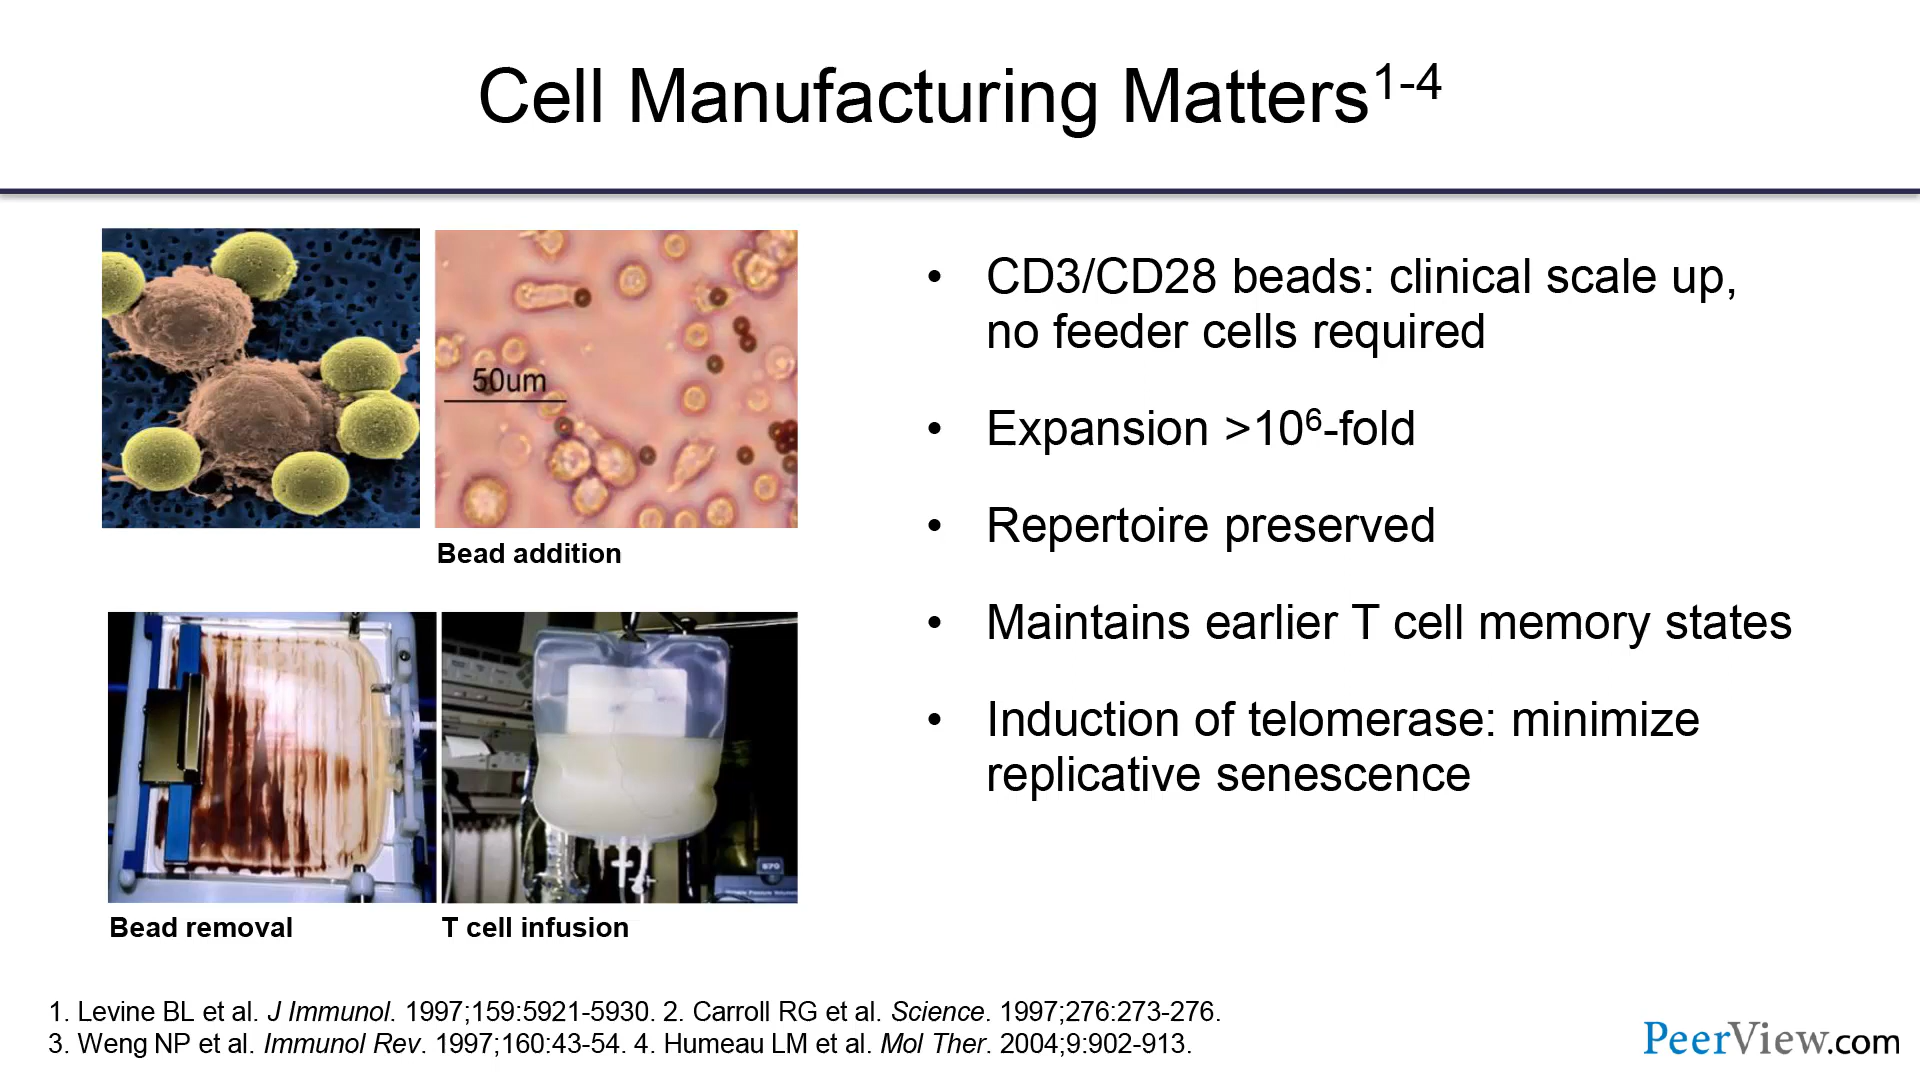 Cell Manufacturing Matters1-4
50um
Bead addition
Bead removal
T cell infusion
• CD3/CD28 beads: clinical scale up,
no feeder cells required
• Expansion >10⁶-fold
• Repertoire preserved
• Maintains earlier T cell memory states
• Induction of telomerase: minimize
replicative senescence
1. Levine BL et al. J Immunol. 1997;159:5921-5930. 2. Carroll RG et al. Science. 1997;276:273-276.
3. Weng NP et al. Immunol Rev. 1997;160:43-54. 4. Humeau LM et al. Mol Ther. 2004;9:902-913.
PeerView.com